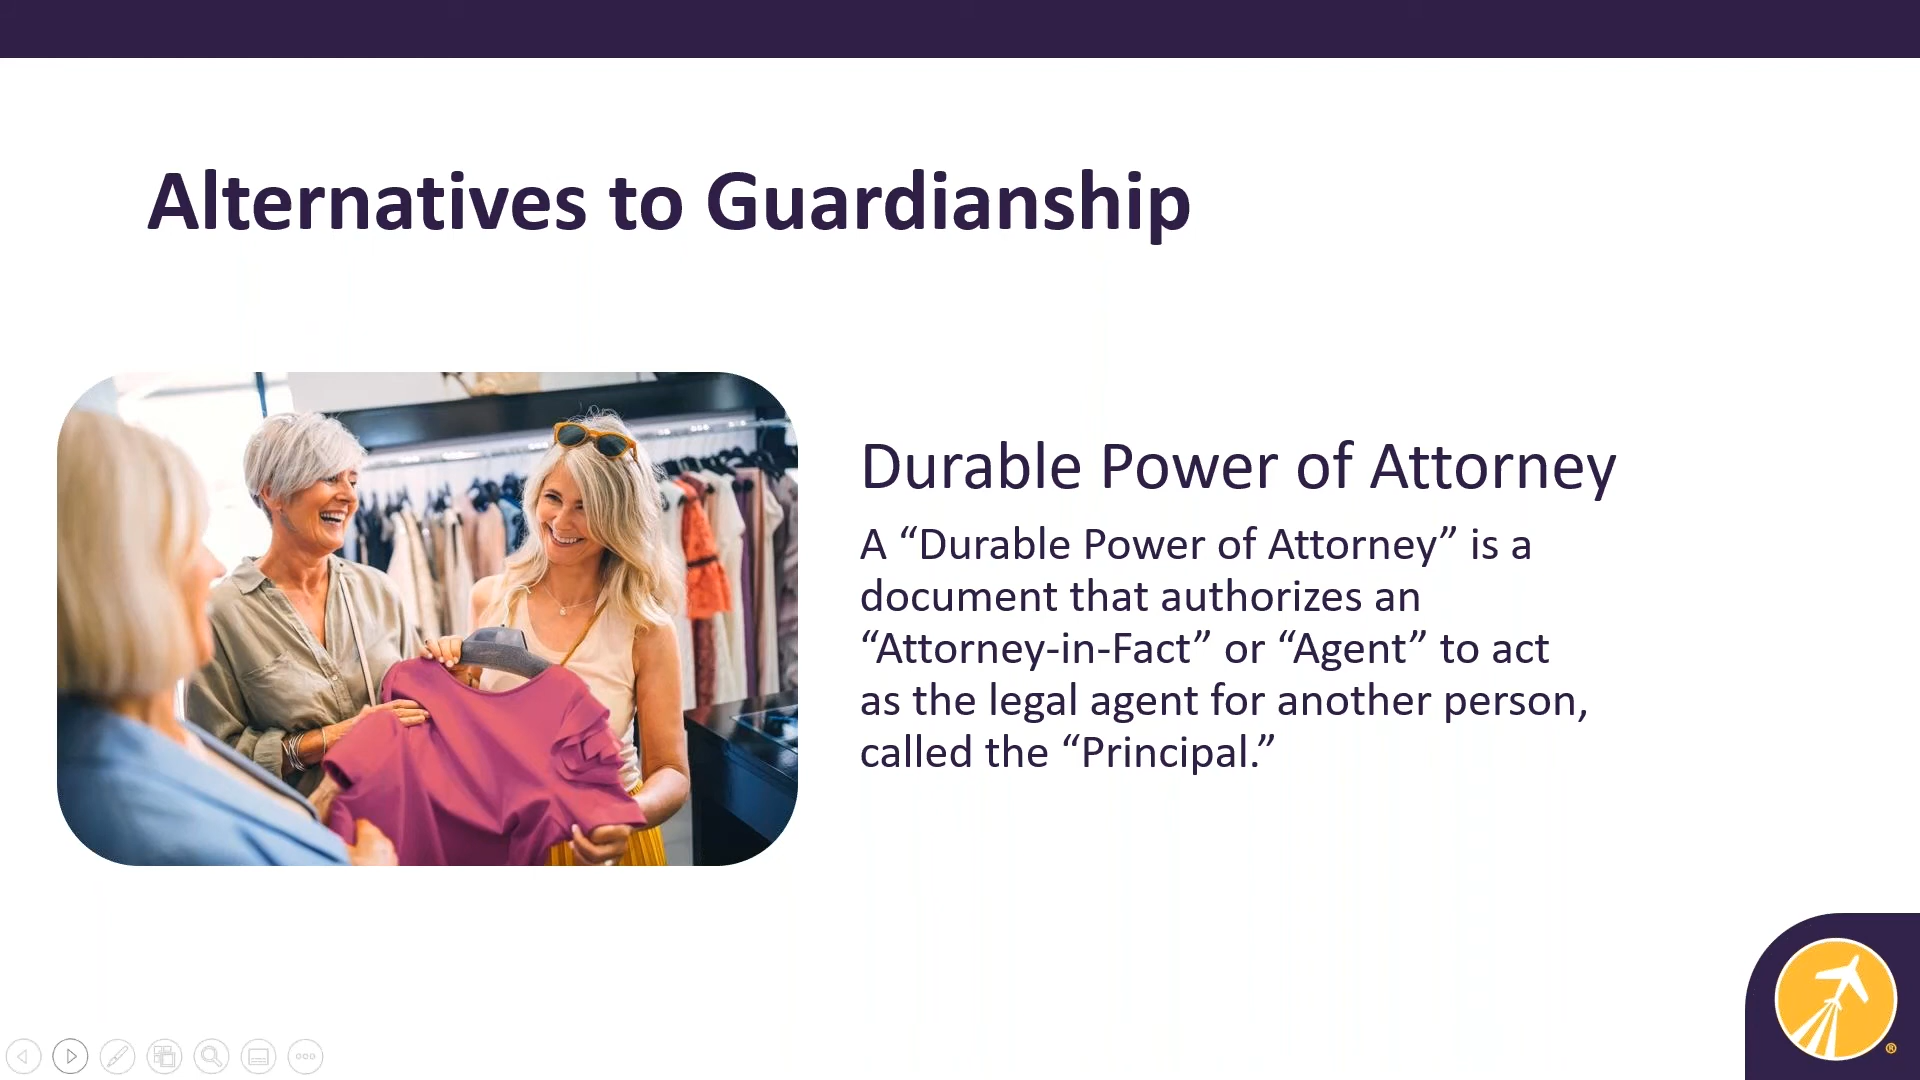 Alternatives to Guardianship
Durable Power of Attorney
A “Durable Power of Attorney” is a
document that authorizes an
“Attorney-in-Fact” or “Agent” to act
as the legal agent for another person,
called the “Principal.”
®